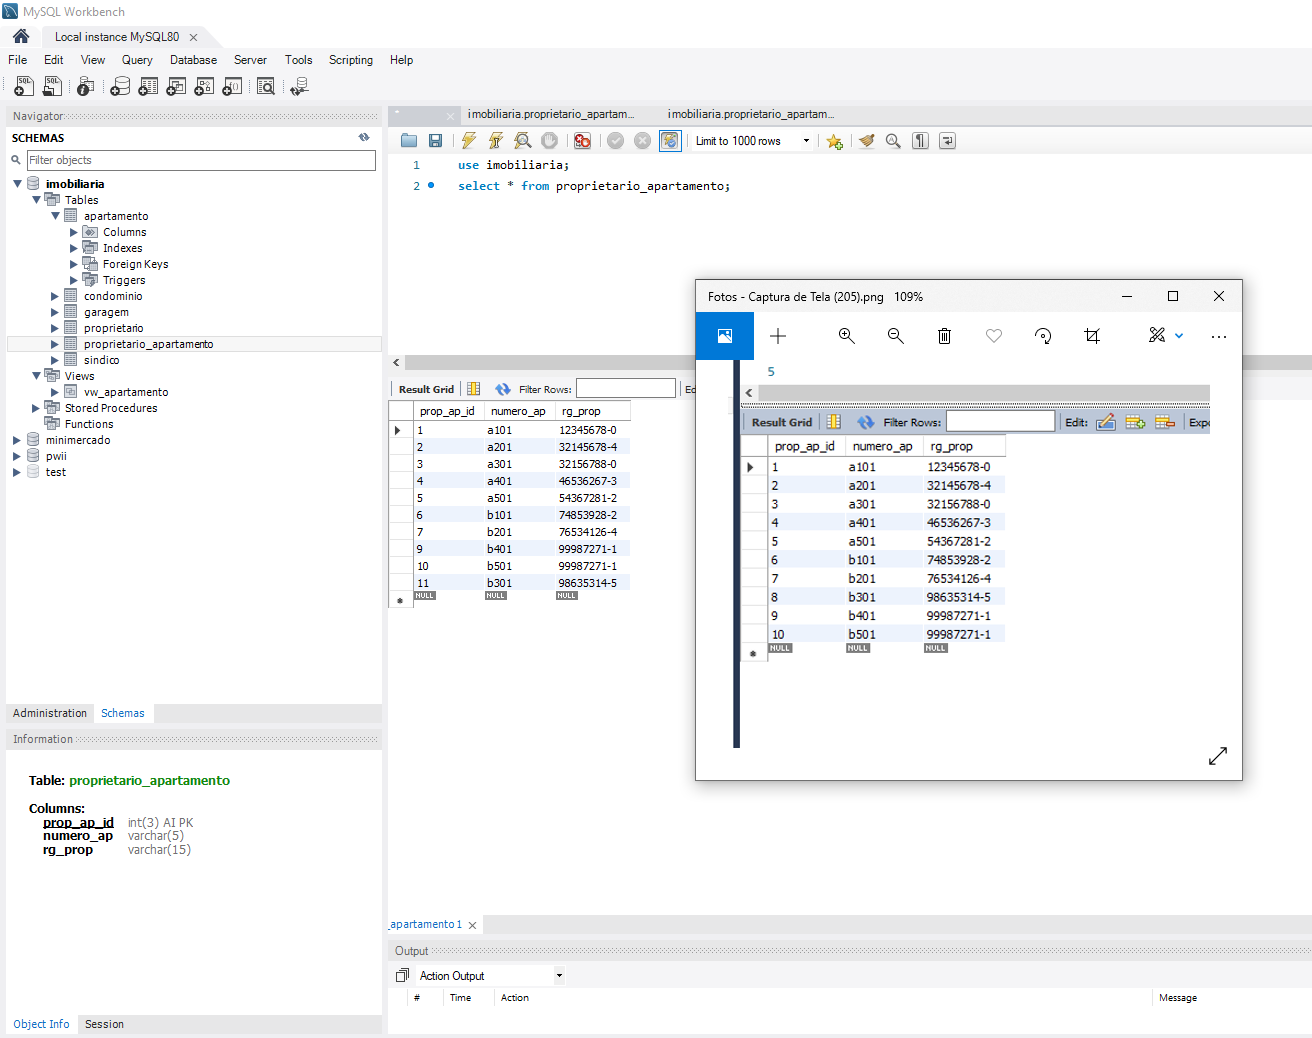 MySQL Workbench
Local instance MySQL80
File Edit View Query Database Server Tools Scripting Help
Navigator
SCHEMAS
Filter objects
imobiliaria
Tables
apartamento
Columns
Indexes
Foreign Keys
Triggers
condominio
garagem
proprietario
proprietario_apartamento
sindico
Views
vw_apartamento
Stored Procedures
Functions
minimercado
pwii
test
Administration Schemas
Information
Table: proprietario_apartamento
Columns:
prop_ap_id int(3) AI PK
numero_ap varchar(5)
rg_prop varchar(15)
Object Info Session
imobiliaria.proprietario_apartam... imobiliaria.proprietario_apartam...
Limit to 1000 rows
1 use imobiliaria;
2 select * from proprietario_apartamento;
Result Grid Filter Rows: Ed
prop_ap_id numero_ap rg_prop
1 a101 12345678-0
2 a201 32145678-4
3 a301 32156788-0
4 a401 46536267-3
5 a501 54367281-2
6 b101 74853928-2
7 b201 76534126-4
9 b401 99987271-1
10 b501 99987271-1
11 b301 98635314-5
NULL NULL NULL
Fotos - Captura de Tela (205).png 109%
5
Result Grid Filter Rows: Edit: Expo
prop_ap_id numero_ap rg_prop
1 a101 12345678-0
2 a201 32145678-4
3 a301 32156788-0
4 a401 46536267-3
5 a501 54367281-2
6 b101 74853928-2
7 b201 76534126-4
8 b301 98635314-5
9 b401 99987271-1
10 b501 99987271-1
NULL NULL NULL
_apartamento 1
Output
Action Output
# Time Action Message